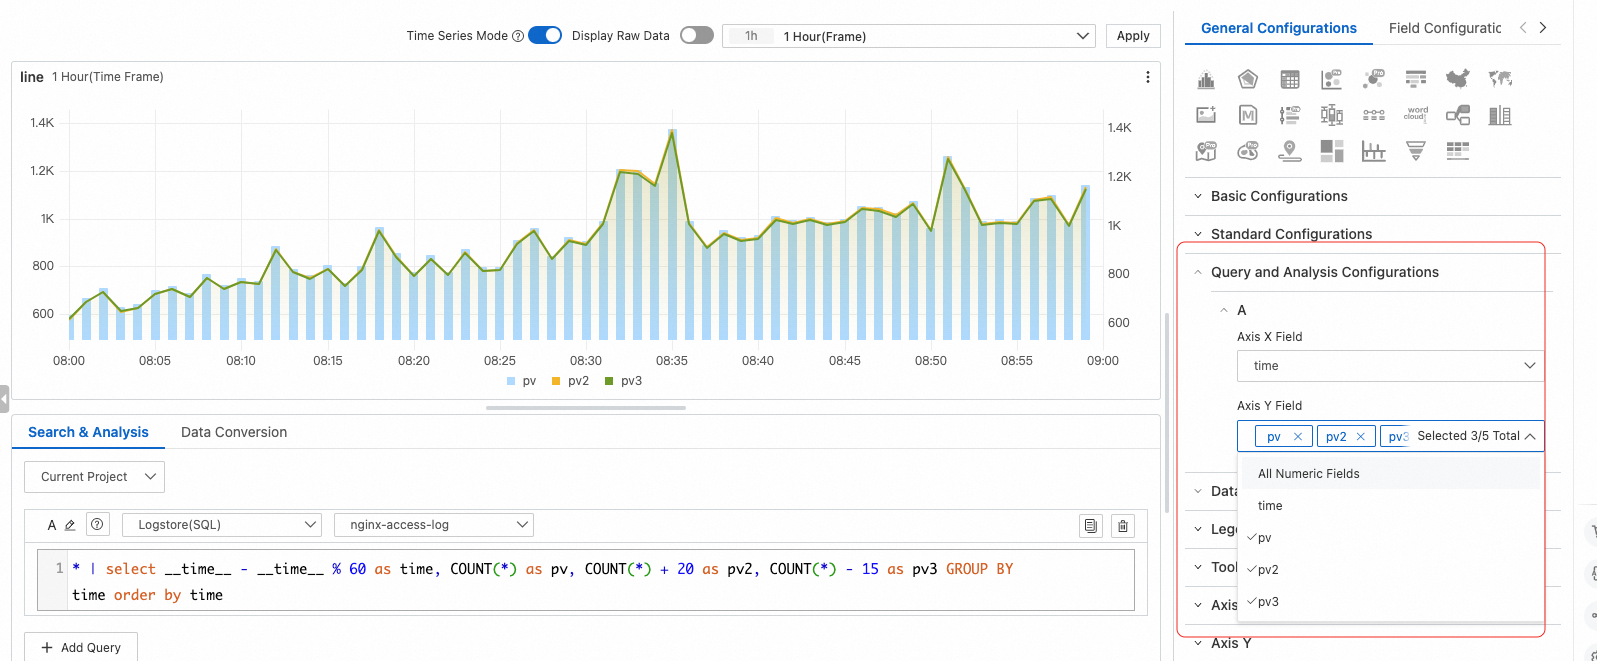 Time Series Mode ? Display Raw Data 1h 1 Hour(Frame) Apply
line 1 Hour(Time Frame)
1.4K
1.2K
1K
800
600
1.4K
1.2K
1K
800
600
08:00 08:05 08:10 08:15 08:20 08:25 08:30 08:35 08:40 08:45 08:50 08:55 09:00
pv pv2 pv3
Search & Analysis Data Conversion
Current Project
A ? Logstore(SQL) nginx-access-log
1 * | select __time__ - __time__ % 60 as time, COUNT(*) as pv, COUNT(*) + 20 as pv2, COUNT(*) - 15 as pv3 GROUP BY
time order by time
+ Add Query
General Configurations Field Configuratic
word
cloud
Basic Configurations
Standard Configurations
Query and Analysis Configurations
A
Axis X Field
time
Axis Y Field
pv × pv2 × pv3 Selected 3/5 Total
All Numeric Fields
time
pv
pv2
pv3
Data
Lege
Tool
Axis
Axis Y